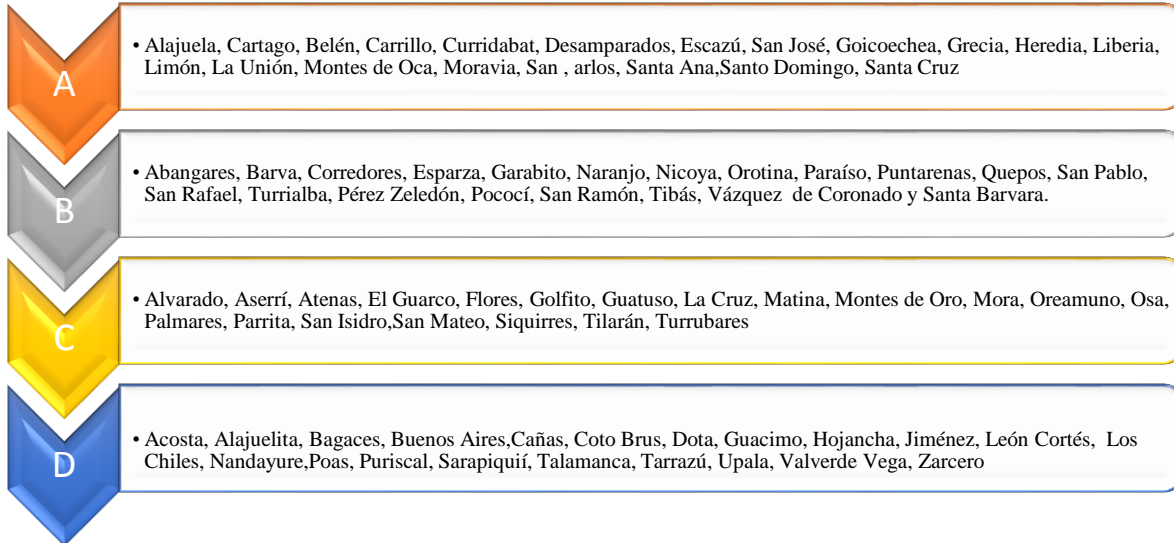 A
• Alajuela, Cartago, Belén, Carrillo, Curridabat, Desamparados, Escazú, San José, Goicoechea, Grecia, Heredia, Liberia,
Limón, La Unión, Montes de Oca, Moravia, San , arlos, Santa Ana,Santo Domingo, Santa Cruz
B
• Abangares, Barva, Corredores, Esparza, Garabito, Naranjo, Nicoya, Orotina, Paraíso, Puntarenas, Quepos, San Pablo,
San Rafael, Turrialba, Pérez Zeledón, Pococí, San Ramón, Tibás, Vázquez de Coronado y Santa Barvara.
C
• Alvarado, Aserrí, Atenas, El Guarco, Flores, Golfito, Guatuso, La Cruz, Matina, Montes de Oro, Mora, Oreamuno, Osa,
Palmares, Parrita, San Isidro,San Mateo, Siquirres, Tilarán, Turrubares
D
• Acosta, Alajuelita, Bagaces, Buenos Aires,Cañas, Coto Brus, Dota, Guacimo, Hojancha, Jiménez, León Cortés, Los
Chiles, Nandayure,Poas, Puriscal, Sarapiquií, Talamanca, Tarrazú, Upala, Valverde Vega, Zarcero